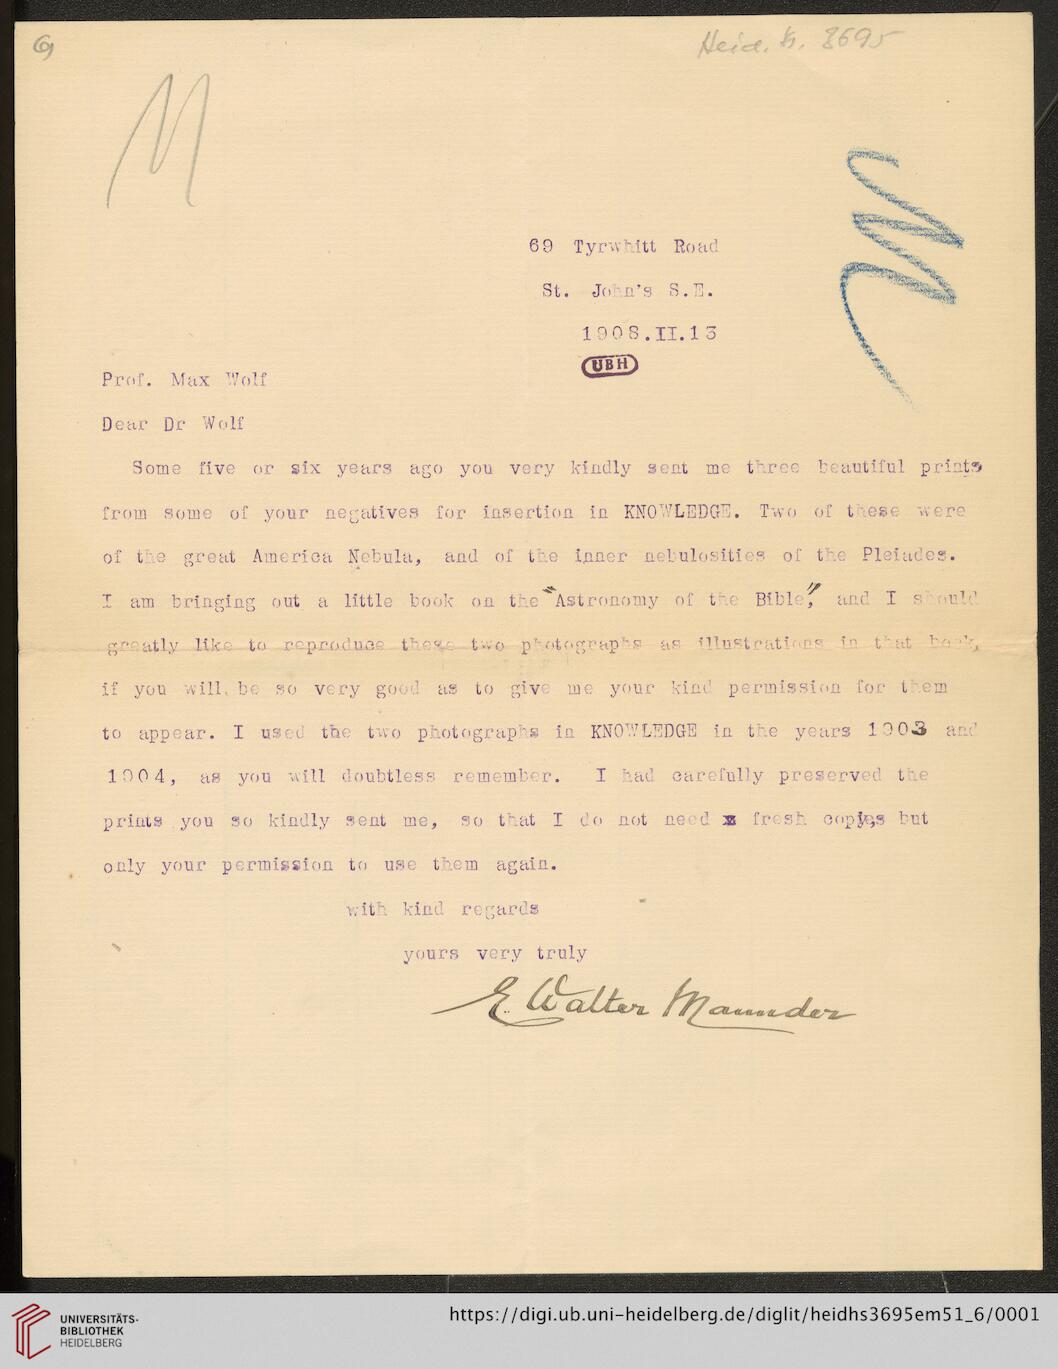 6)
Heid. Hs. 3695
M
M
69 Tyrwhitt Road
St. John's S.E.
1908.II.13
UBH
Prof. Max Wolf
Dear Dr Wolf
Some five or six years ago you very kindly sent me three beautiful prints
from some of your negatives for insertion in KNOWLEDGE. Two of these were
of the great America Nebula, and of the inner nebulosities of the Pleiades.
I am bringing out a little book on the "Astronomy of the Bible", and I should
greatly like to reproduce these two photographs as illustrations in that book,
if you will be so very good as to give me your kind permission for them
to appear. I used the two photographs in KNOWLEDGE in the years 1903 and
1904, as you will doubtless remember. I had carefully preserved the
prints you so kindly sent me, so that I do not need fresh copies but
only your permission to use them again.
with kind regards
yours very truly
E. Walter Maunder
UNIVERSITÄTS-
BIBLIOTHEK
HEIDELBERG
https://digi.ub.uni-heidelberg.de/diglit/heidhs3695em51_6/0001